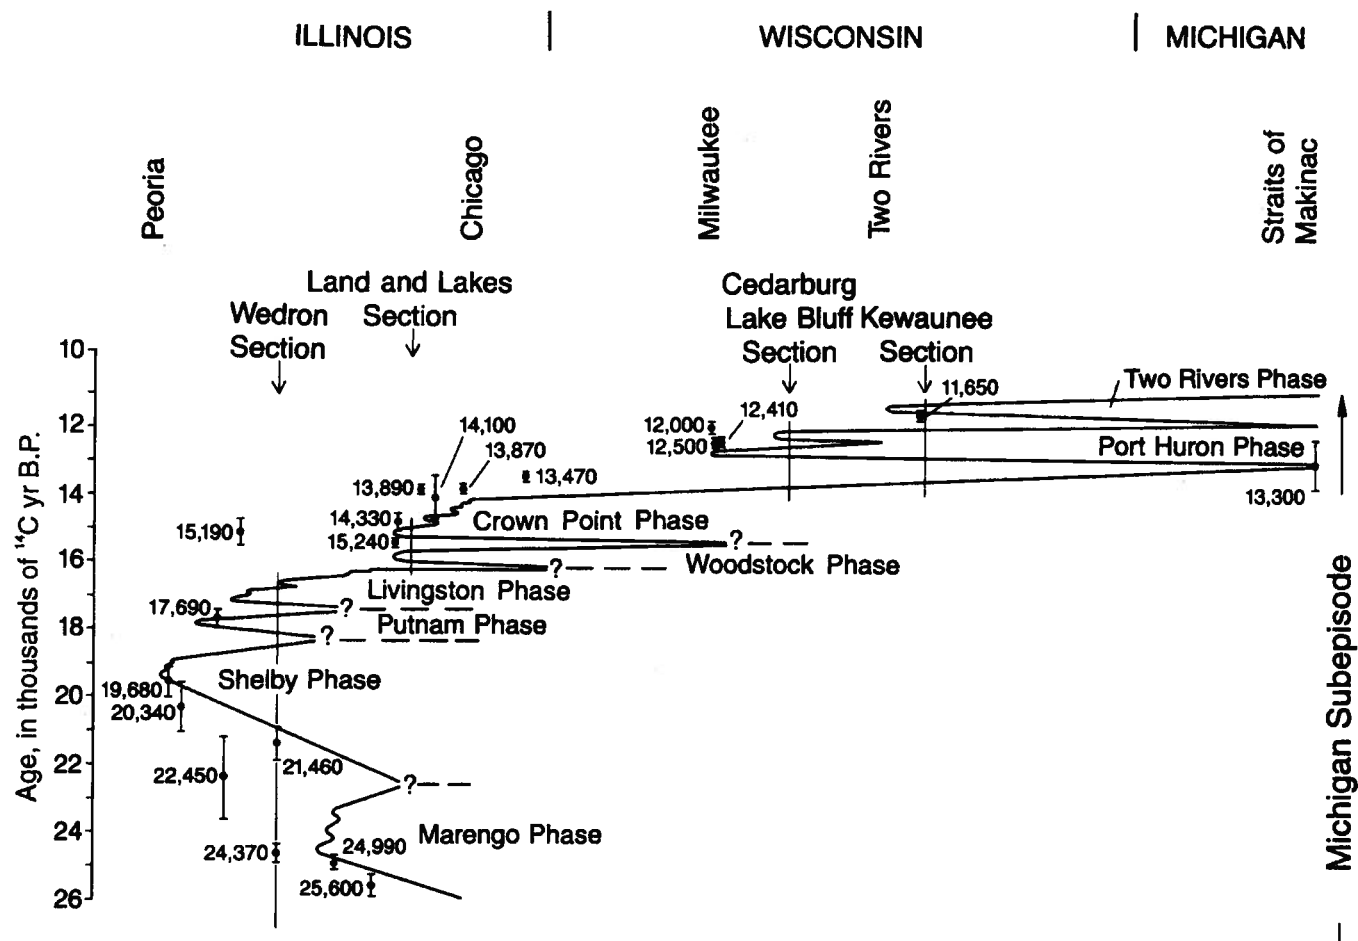 ILLINOIS
WISCONSIN
MICHIGAN
Peoria
Chicago
Milwaukee
Two Rivers
Straits of
Makinac
Land and Lakes
Section
Wedron
Section
Cedarburg
Lake Bluff
Section
Kewaunee
Section
Age, in thousands of ¹⁴C yr B.P.
10
12
14
16
18
20
22
24
26
11,650
Two Rivers Phase
12,410
12,000
12,500
Port Huron Phase
14,100
13,870
13,470
13,890
13,300
14,330
Crown Point Phase
15,190
15,240
?
Woodstock Phase
?
Livingston Phase
17,690
?
Putnam Phase
?
Shelby Phase
19,680
20,340
21,460
22,450
?
Marengo Phase
24,370
24,990
25,600
Michigan Subepisode